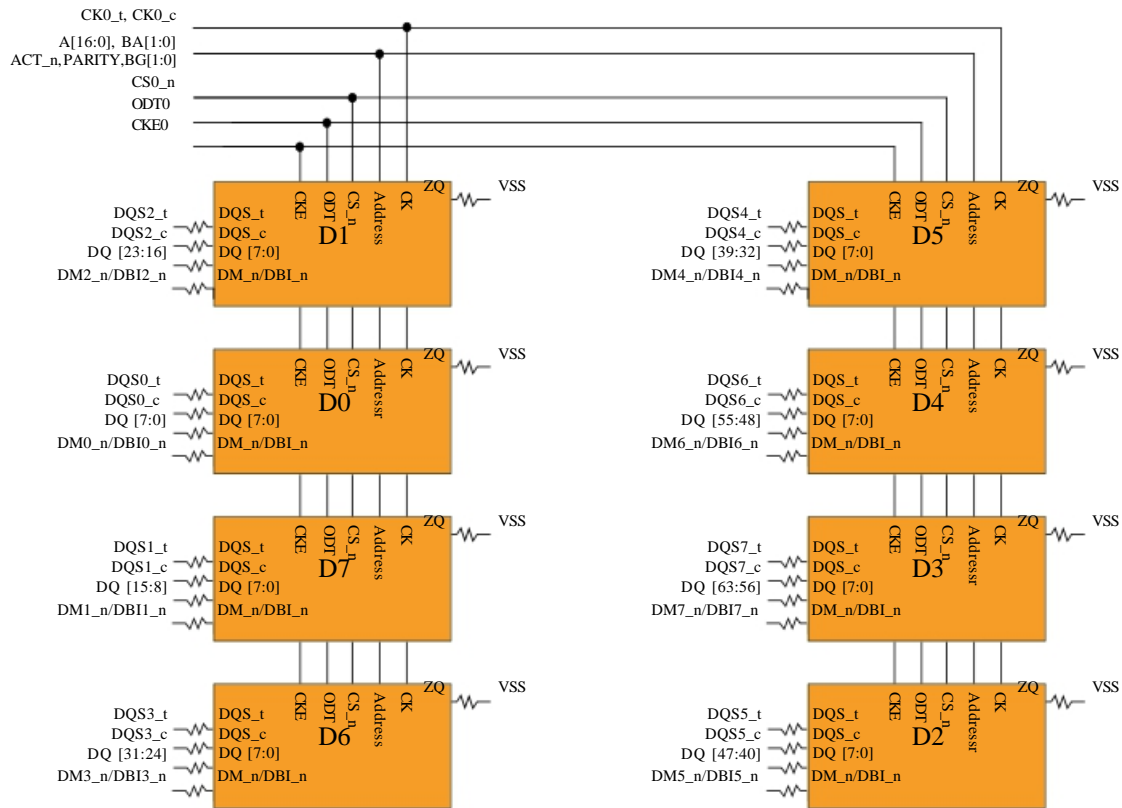 CK0_t, CK0_c
A[16:0], BA[1:0]
ACT_n,PARITY,BG[1:0]
CS0_n
ODT0
CKE0
CKE
ODT
CS_n
Address
CK
ZQ
VSS
DQS2_t
DQS2_c
DQ [23:16]
DM2_n/DBI2_n
DQS_t
DQS_c
DQ [7:0]
DM_n/DBI_n
D1
CKE
ODT
CS_n
Address
CK
ZQ
VSS
DQS4_t
DQS4_c
DQ [39:32]
DM4_n/DBI4_n
DQS_t
DQS_c
DQ [7:0]
DM_n/DBI_n
D5
CKE
ODT
CS_n
Addressr
CK
ZQ
VSS
DQS0_t
DQS0_c
DQ [7:0]
DM0_n/DBI0_n
DQS_t
DQS_c
DQ [7:0]
DM_n/DBI_n
D0
CKE
ODT
CS_n
Addressr
CK
ZQ
VSS
DQS6_t
DQS6_c
DQ [55:48]
DM6_n/DBI6_n
DQS_t
DQS_c
DQ [7:0]
DM_n/DBI_n
D4
CKE
ODT
CS_n
Address
CK
ZQ
VSS
DQS1_t
DQS1_c
DQ [15:8]
DM1_n/DBI1_n
DQS_t
DQS_c
DQ [7:0]
DM_n/DBI_n
D7
CKE
ODT
CS_n
Addressr
CK
ZQ
VSS
DQS7_t
DQS7_c
DQ [63:56]
DM7_n/DBI7_n
DQS_t
DQS_c
DQ [7:0]
DM_n/DBI_n
D3
CKE
ODT
CS_n
Address
CK
ZQ
VSS
DQS3_t
DQS3_c
DQ [31:24]
DM3_n/DBI3_n
DQS_t
DQS_c
DQ [7:0]
DM_n/DBI_n
D6
CKE
ODT
CS_n
Addressr
CK
ZQ
VSS
DQS5_t
DQS5_c
DQ [47:40]
DM5_n/DBI5_n
DQS_t
DQS_c
DQ [7:0]
DM_n/DBI_n
D2